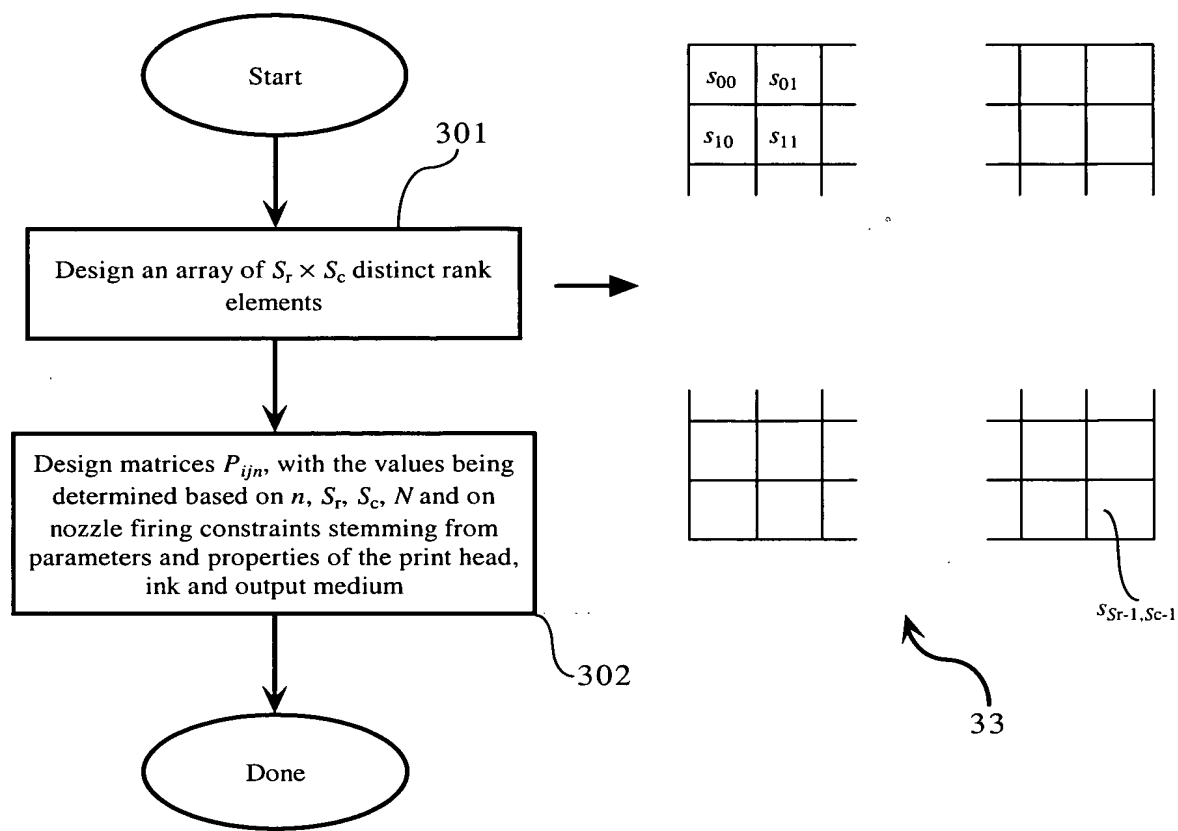 Start
301
Design an array of Sr × Sc distinct rank
elements
Design matrices Pijn, with the values being
determined based on n, Sr, Sc, N and on
nozzle firing constraints stemming from
parameters and properties of the print head,
ink and output medium
302
Done
s00 s01
s10 s11
sSr-1,Sc-1
33